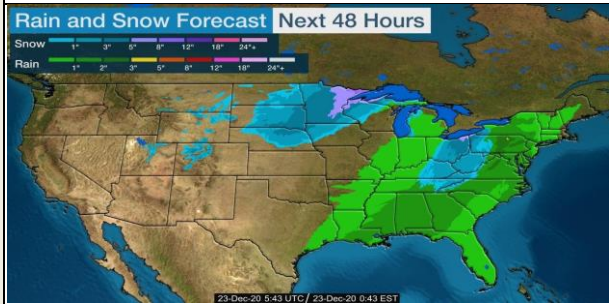 Rain and Snow Forecast Next 48 Hours
Snow
1" 3" 5" 8" 12" 18" 24"+
Rain
1" 2" 3" 5" 8" 12" 18" 24"+
23-Dec-20 5:43 UTC / 23-Dec-20 0:43 EST